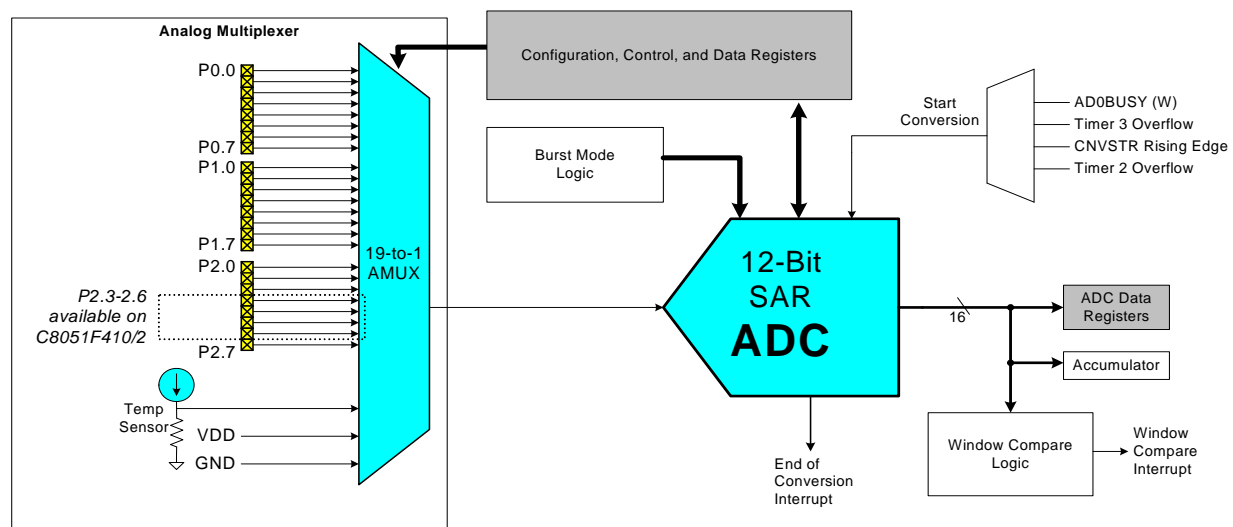 Analog Multiplexer
P0.0
P0.7
P1.0
P1.7
P2.0
P2.3-2.6
available on
C8051F410/2
P2.7
Temp
Sensor
VDD
GND
19-to-1
AMUX
Configuration, Control, and Data Registers
Burst Mode
Logic
Start
Conversion
AD0BUSY (W)
Timer 3 Overflow
CNVSTR Rising Edge
Timer 2 Overflow
12-Bit
SAR
ADC
End of
Conversion
Interrupt
16
ADC Data
Registers
Accumulator
Window Compare
Logic
Window
Compare
Interrupt